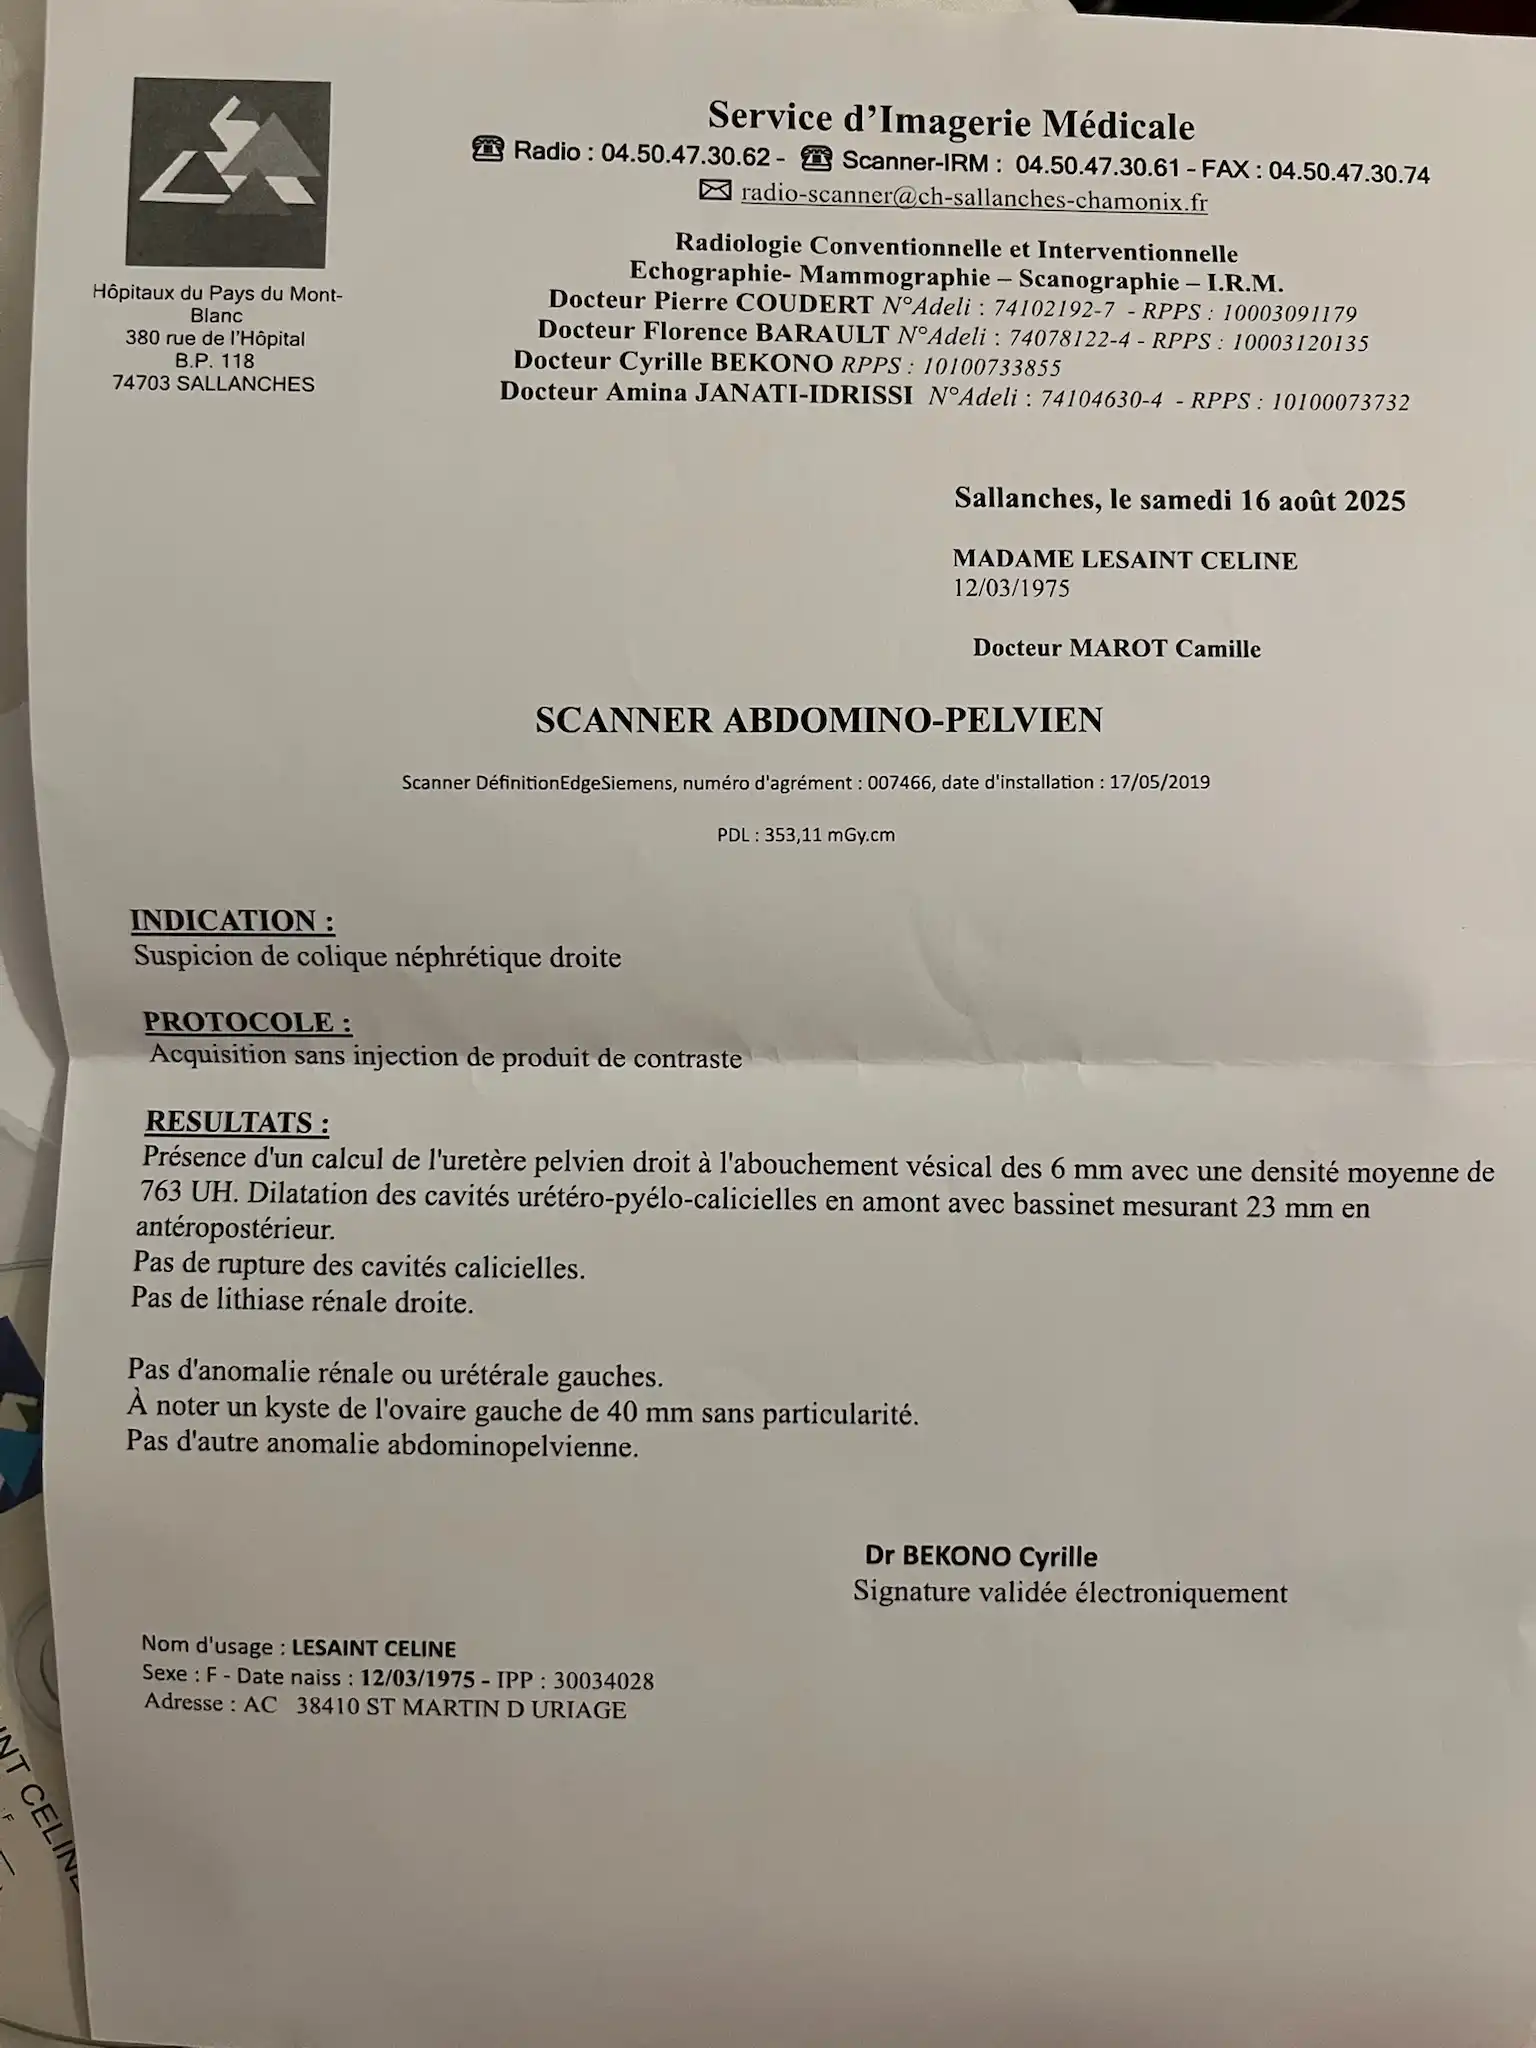 Service d'Imagerie Médicale
Radio : 04.50.47.30.62 - Scanner-IRM : 04.50.47.30.61 - FAX : 04.50.47.30.74
radio-scanner@ch-sallanches-chamonix.fr
Hôpitaux du Pays du Mont-
Blanc
380 rue de l'Hôpital
B.P. 118
74703 SALLANCHES
Radiologie Conventionnelle et Interventionnelle
Echographie- Mammographie – Scanographie – I.R.M.
Docteur Pierre COUDERT N°Adeli : 74102192-7 - RPPS : 10003091179
Docteur Florence BARAULT N°Adeli : 74078122-4 - RPPS : 10003120135
Docteur Cyrille BEKONO RPPS : 10100733855
Docteur Amina JANATI-IDRISSI N°Adeli : 74104630-4 - RPPS : 10100073732
Sallanches, le samedi 16 août 2025
MADAME LESAINT CELINE
12/03/1975
Docteur MAROT Camille
SCANNER ABDOMINO-PELVIEN
Scanner DéfinitionEdgeSiemens, numéro d'agrément : 007466, date d'installation : 17/05/2019
PDL : 353,11 mGy.cm
INDICATION :
Suspicion de colique néphrétique droite
PROTOCOLE :
Acquisition sans injection de produit de contraste
RESULTATS :
Présence d'un calcul de l'uretère pelvien droit à l'abouchement vésical des 6 mm avec une densité moyenne de
763 UH. Dilatation des cavités urétéro-pyélo-calicielles en amont avec bassinet mesurant 23 mm en
antéropostérieur.
Pas de rupture des cavités calicielles.
Pas de lithiase rénale droite.
Pas d'anomalie rénale ou urétérale gauches.
À noter un kyste de l'ovaire gauche de 40 mm sans particularité.
Pas d'autre anomalie abdominopelvienne.
Dr BEKONO Cyrille
Signature validée électroniquement
Nom d'usage : LESAINT CELINE
Sexe : F - Date naiss : 12/03/1975 - IPP : 30034028
Adresse : AC 38410 ST MARTIN D URIAGE
NT CELINE